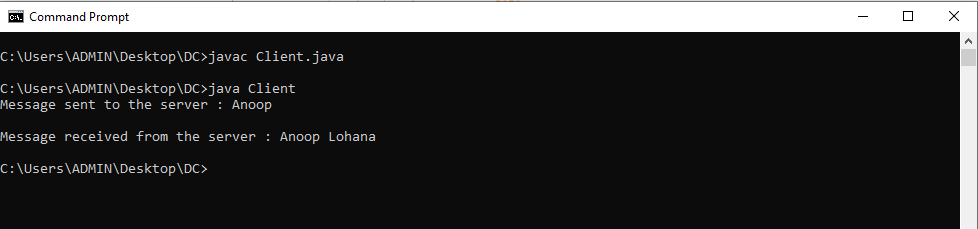 Command Prompt
C:\Users\ADMIN\Desktop\DC>javac Client.java
C:\Users\ADMIN\Desktop\DC>java Client
Message sent to the server : Anoop
Message received from the server : Anoop Lohana
C:\Users\ADMIN\Desktop\DC>